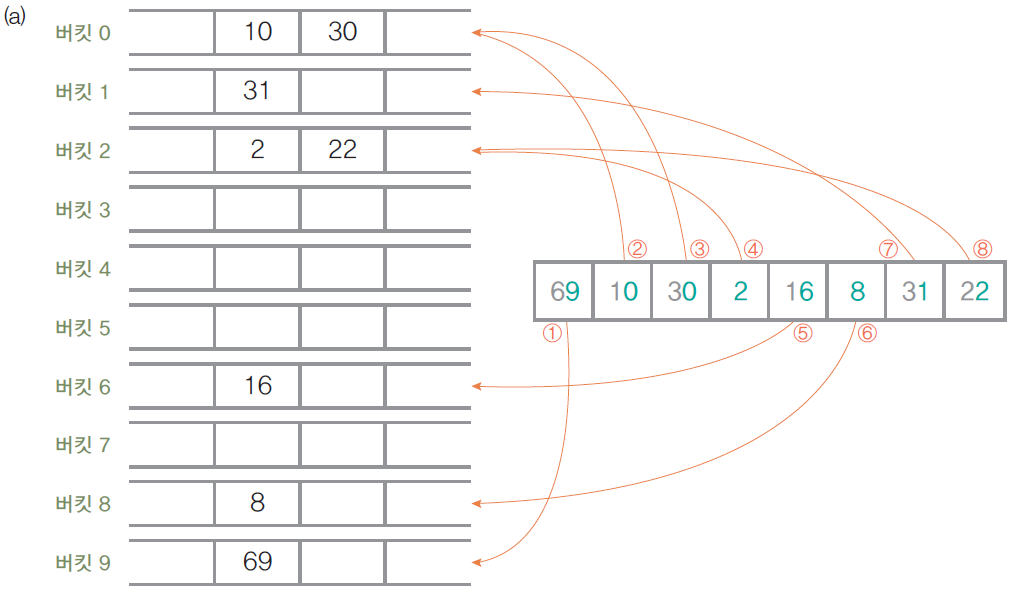 (a)
버킷 0 10 30
버킷 1 31
버킷 2 2 22
버킷 3
버킷 4
② ③ ④ ⑦ ⑧
69 10 30 2 16 8 31 22
① ⑤ ⑥
버킷 5
버킷 6 16
버킷 7
버킷 8 8
버킷 9 69